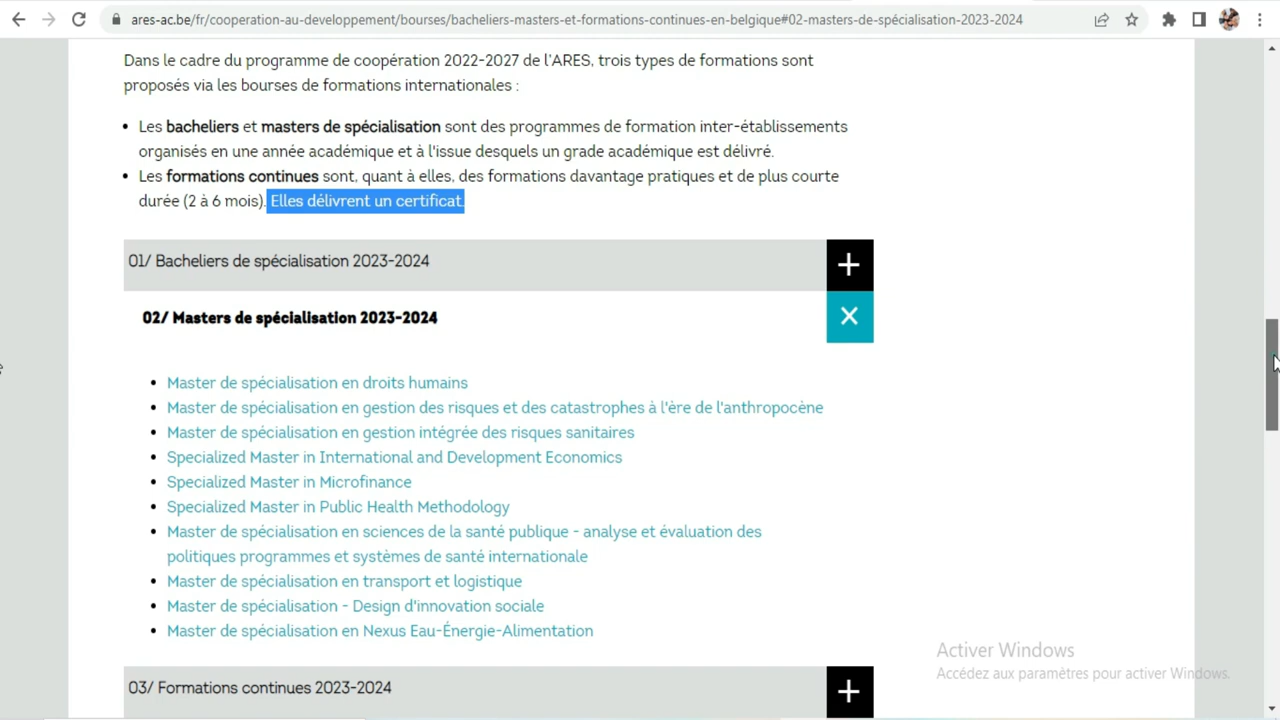 ares-ac.be/fr/cooperation-au-developpement/bourses/bacheliers-masters-et-formations-continues-en-belgique#02-masters-de-spécialisation-2023-2024
Dans le cadre du programme de coopération 2022-2027 de l'ARES, trois types de formations sont
proposés via les bourses de formations internationales :
• Les bacheliers et masters de spécialisation sont des programmes de formation inter-établissements
organisés en une année académique et à l'issue desquels un grade académique est délivré.
• Les formations continues sont, quant à elles, des formations davantage pratiques et de plus courte
durée (2 à 6 mois). Elles délivrent un certificat.
01/ Bacheliers de spécialisation 2023-2024
02/ Masters de spécialisation 2023-2024
• Master de spécialisation en droits humains
• Master de spécialisation en gestion des risques et des catastrophes à l'ère de l'anthropocène
• Master de spécialisation en gestion intégrée des risques sanitaires
• Specialized Master in International and Development Economics
• Specialized Master in Microfinance
• Specialized Master in Public Health Methodology
• Master de spécialisation en sciences de la santé publique - analyse et évaluation des
politiques programmes et systèmes de santé internationale
• Master de spécialisation en transport et logistique
• Master de spécialisation - Design d'innovation sociale
• Master de spécialisation en Nexus Eau-Énergie-Alimentation
03/ Formations continues 2023-2024
Activer Windows
Accédez aux paramètres pour activer Windows.